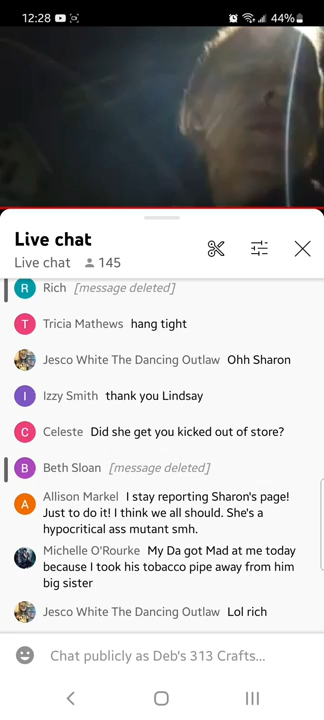 12:28
44%
Live chat
Live chat 145
R Rich [message deleted]
T Tricia Mathews hang tight
Jesco White The Dancing Outlaw Ohh Sharon
I Izzy Smith thank you Lindsay
C Celeste Did she get you kicked out of store?
B Beth Sloan [message deleted]
A Allison Markel I stay reporting Sharon's page!
Just to do it! I think we all should. She's a
hypocritical ass mutant smh.
Michelle O'Rourke My Da got Mad at me today
because I took his tobacco pipe away from him
big sister
Jesco White The Dancing Outlaw Lol rich
Chat publicly as Deb's 313 Crafts...